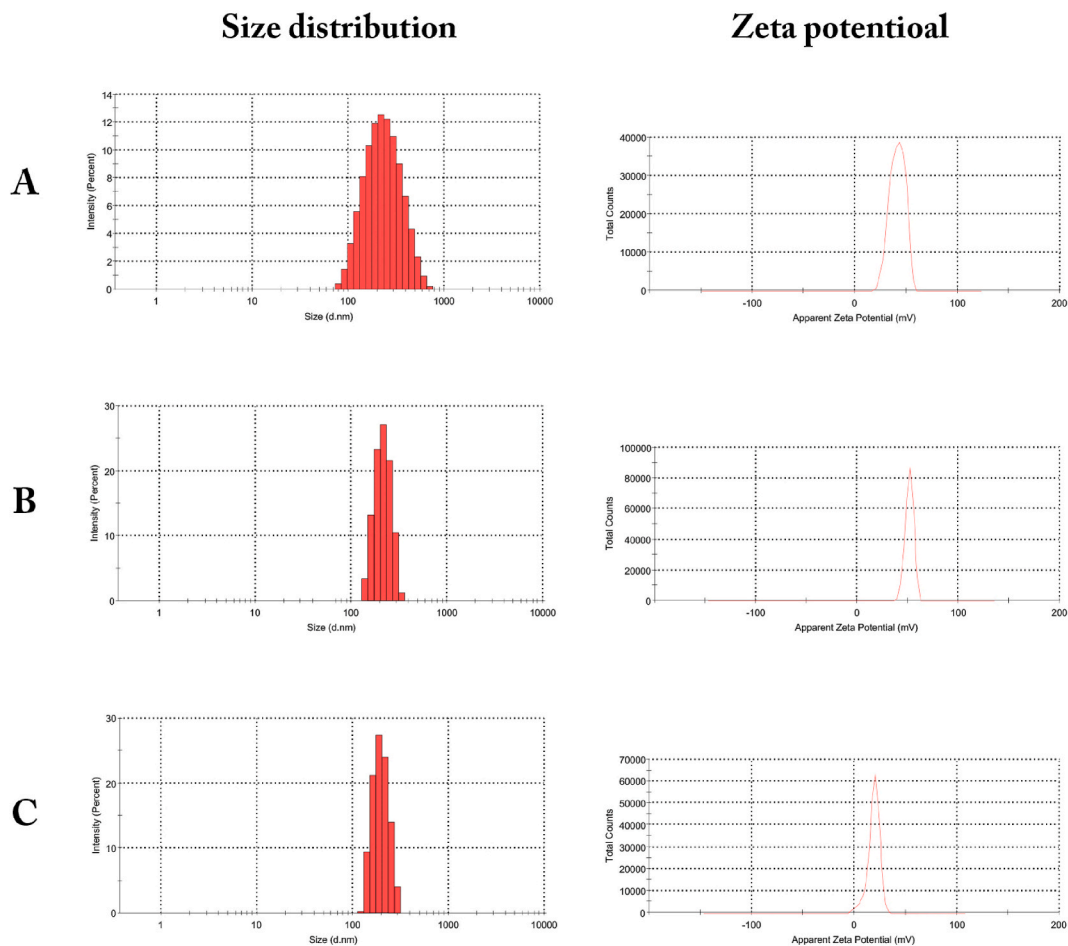 Size distribution
Zeta potentioal
A
14
12
10
8
6
4
2
0
Intensity (Percent)
1 10 100 1000 10000
Size (d.nm)
40000
30000
20000
10000
0
Total Counts
-100 0 100 200
Apparent Zeta Potential (mV)
B
30
20
10
0
Intensity (Percent)
1 10 100 1000 10000
Size (d.nm)
100000
80000
60000
40000
20000
0
Total Counts
-100 0 100 200
Apparent Zeta Potential (mV)
C
30
20
10
0
Intensity (Percent)
1 10 100 1000 10000
Size (d.nm)
70000
60000
50000
40000
30000
20000
10000
0
Total Counts
-100 0 100 200
Apparent Zeta Potential (mV)